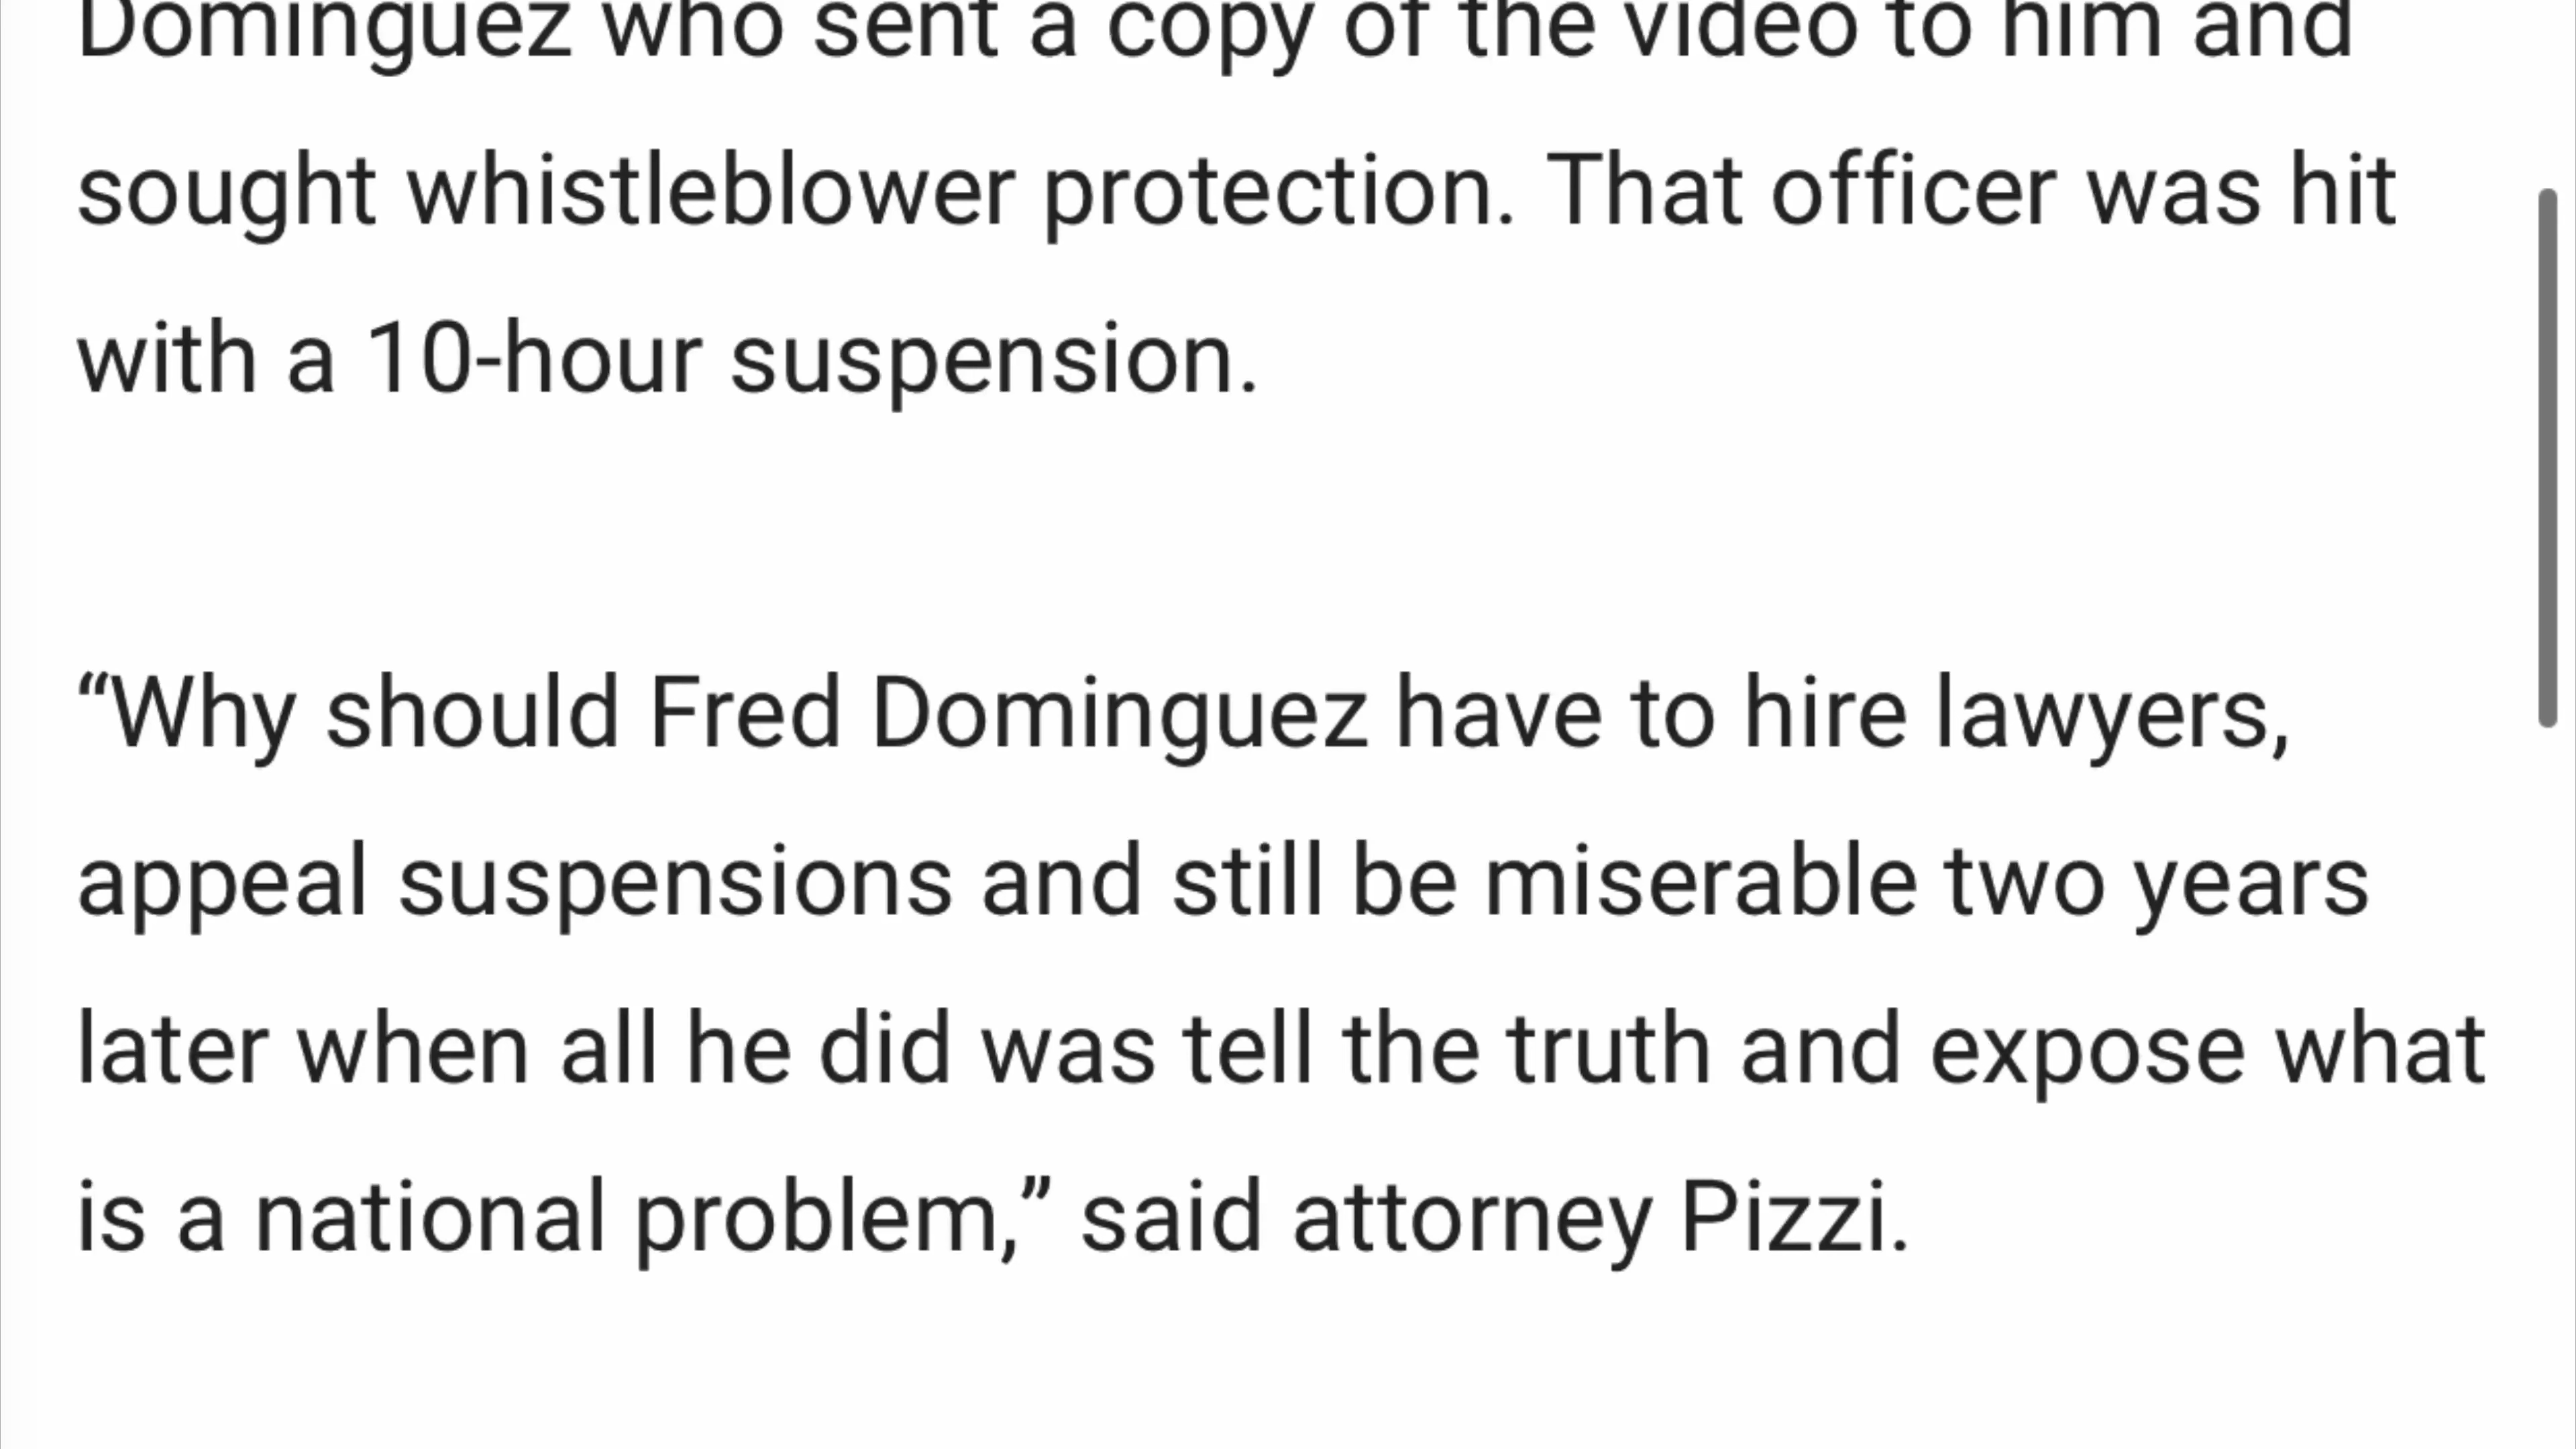 Dominguez who sent a copy of the video to him and
sought whistleblower protection. That officer was hit
with a 10-hour suspension.
“Why should Fred Dominguez have to hire lawyers,
appeal suspensions and still be miserable two years
later when all he did was tell the truth and expose what
is a national problem,” said attorney Pizzi.